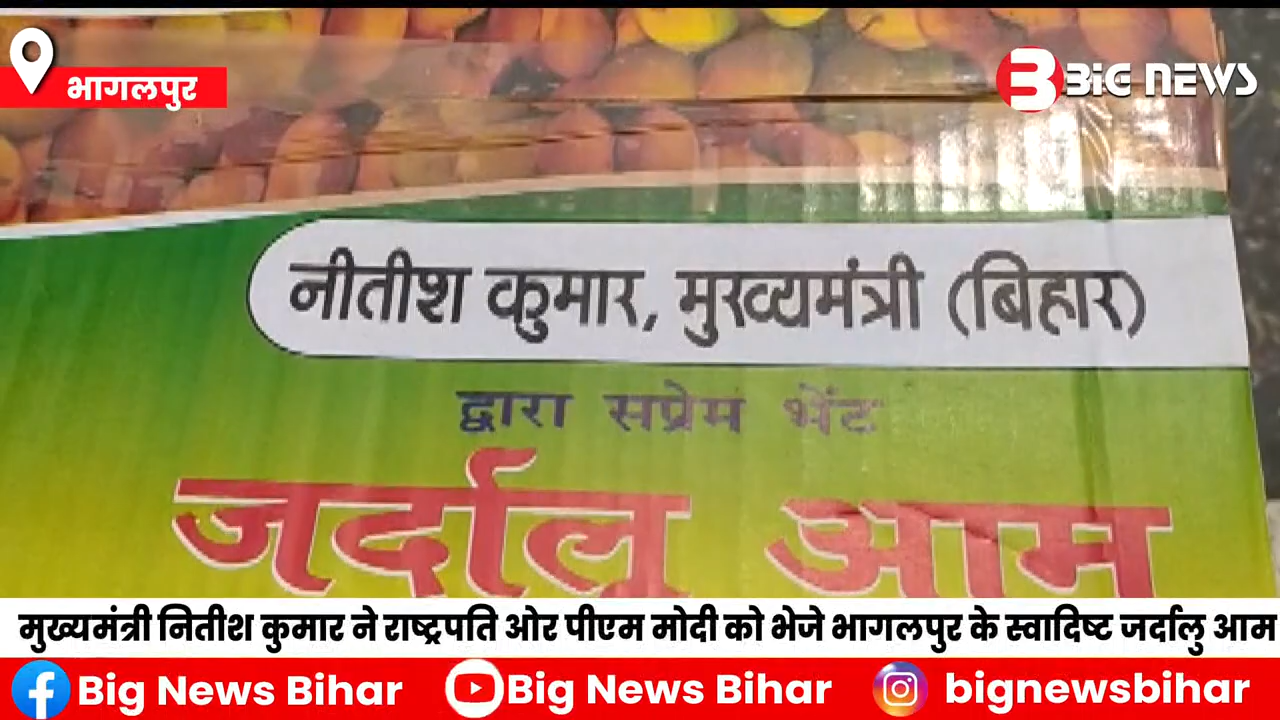 भागलपुर
BiG NEWS
नीतीश कुमार, मुख्यमंत्री (बिहार)
द्वारा सप्रेम भेंट
जर्दालु आम
मुख्यमंत्री नितीश कुमार ने राष्ट्रपति ओर पीएम मोदी को भेजे भागलपुर के स्वादिष्ट जर्दालु आम
Big News Bihar Big News Bihar bignewsbihar